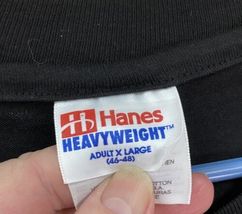 Hanes
HEAVYWEIGHT™
ADULT X LARGE
(46-48)